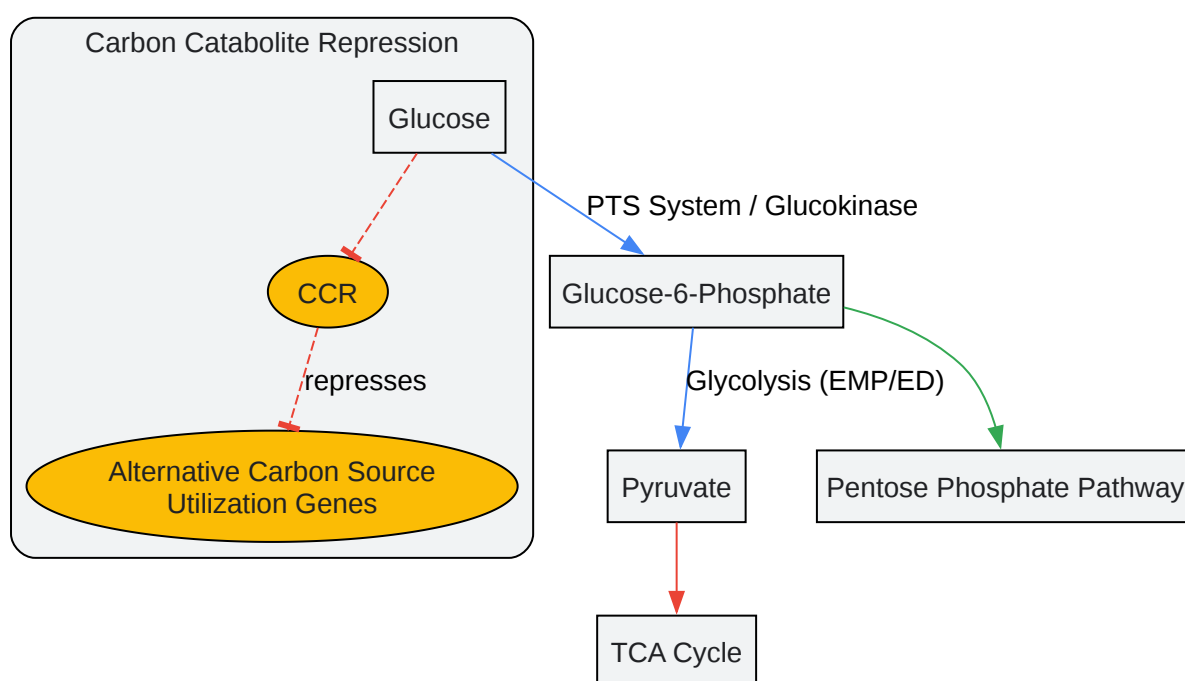 Carbon Catabolite Repression
Glucose
PTS System / Glucokinase
CCR
Glucose-6-Phosphate
represses
Glycolysis (EMP/ED)
Alternative Carbon Source
Utilization Genes
Pyruvate
Pentose Phosphate Pathway
TCA Cycle